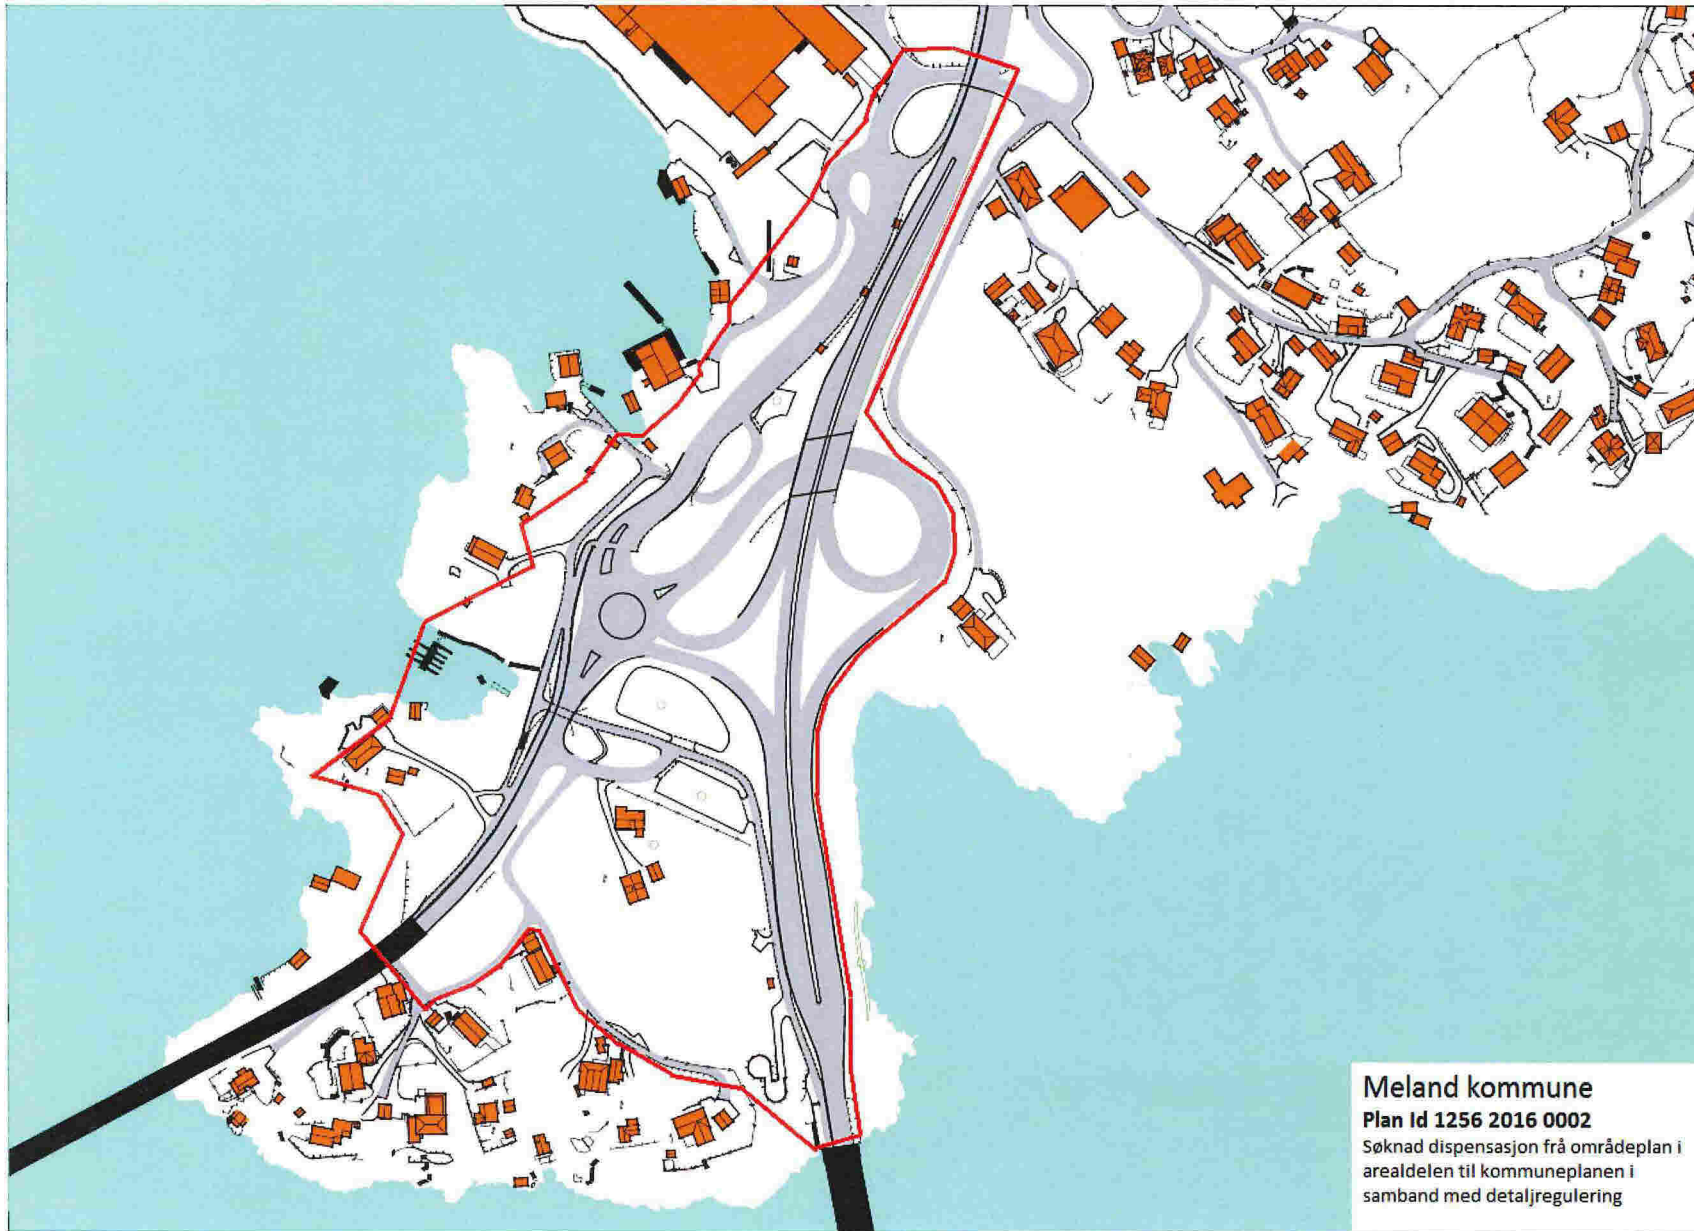 Meland kommune
Plan Id 1256 2016 0002
Søknad dispensasjon frå områdeplan i
arealdelen til kommuneplanen i
samband med detaljregulering